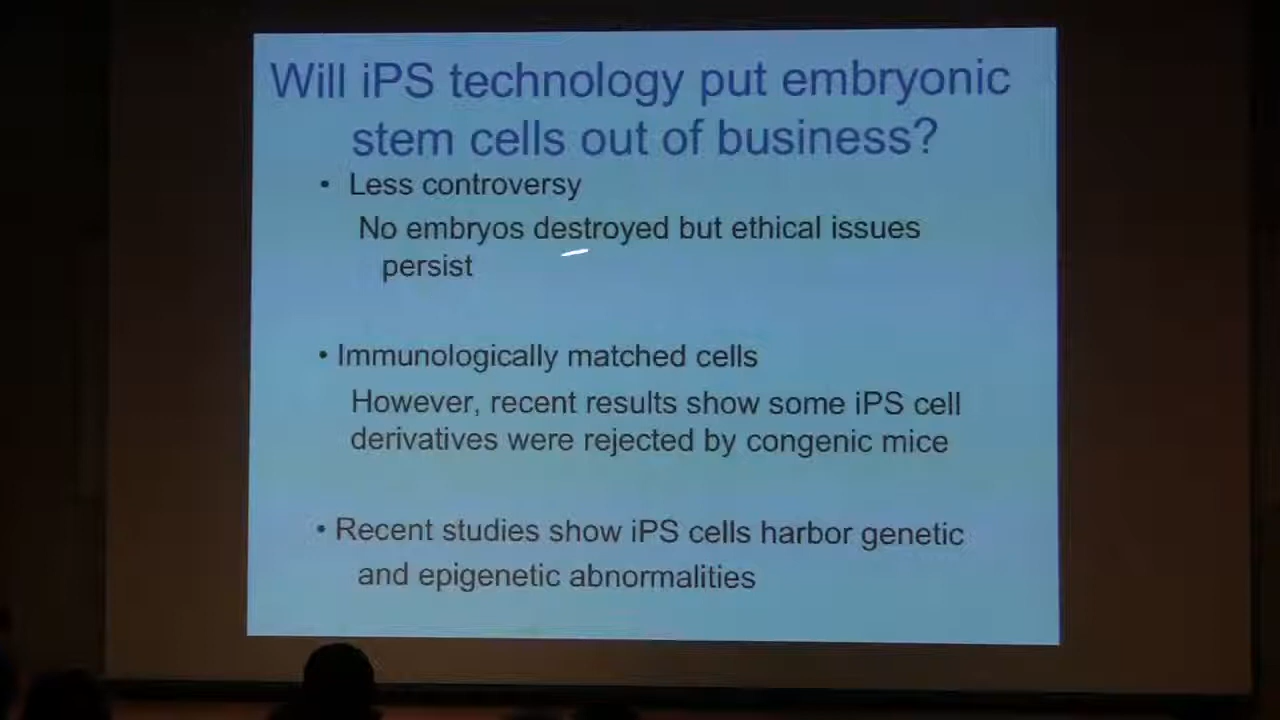 Will iPS technology put embryonic
stem cells out of business?
• Less controversy
No embryos destroyed but ethical issues
persist
• Immunologically matched cells
However, recent results show some iPS cell
derivatives were rejected by congenic mice
• Recent studies show iPS cells harbor genetic
and epigenetic abnormalities